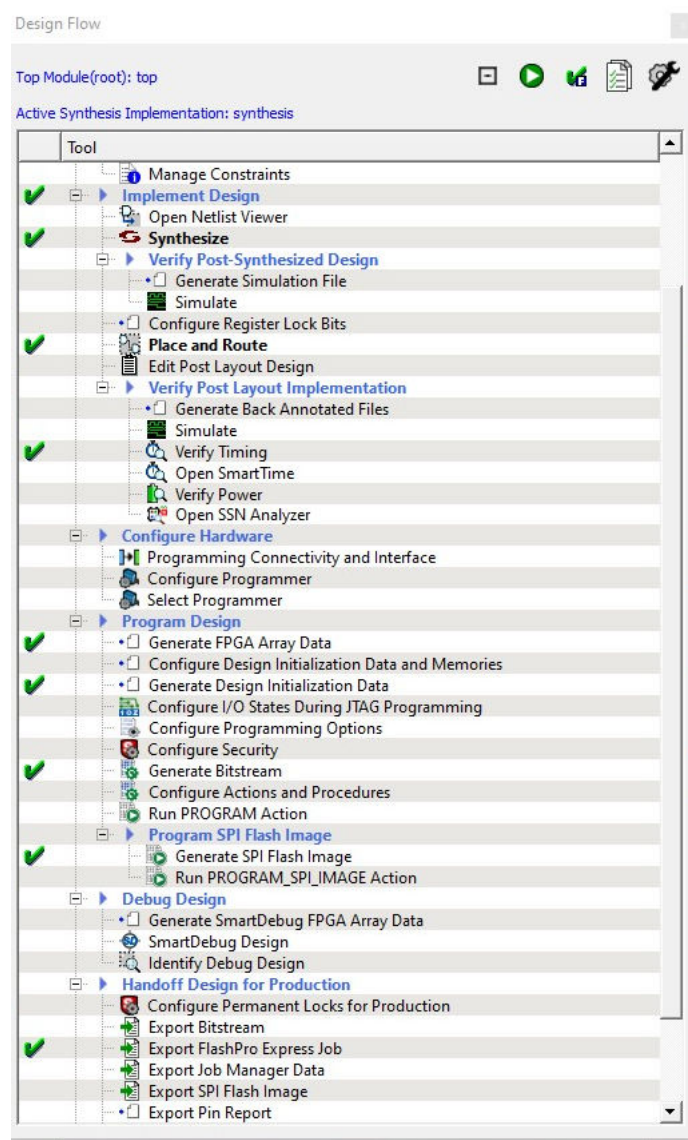 Design Flow
Top Module(root): top
Active Synthesis Implementation: synthesis
Tool
Manage Constraints
Implement Design
Open Netlist Viewer
Synthesize
Verify Post-Synthesized Design
Generate Simulation File
Simulate
Configure Register Lock Bits
Place and Route
Edit Post Layout Design
Verify Post Layout Implementation
Generate Back Annotated Files
Simulate
Verify Timing
Open SmartTime
Verify Power
Open SSN Analyzer
Configure Hardware
Programming Connectivity and Interface
Configure Programmer
Select Programmer
Program Design
Generate FPGA Array Data
Configure Design Initialization Data and Memories
Generate Design Initialization Data
Configure I/O States During JTAG Programming
Configure Programming Options
Configure Security
Generate Bitstream
Configure Actions and Procedures
Run PROGRAM Action
Program SPI Flash Image
Generate SPI Flash Image
Run PROGRAM_SPI_IMAGE Action
Debug Design
Generate SmartDebug FPGA Array Data
SmartDebug Design
Identify Debug Design
Handoff Design for Production
Configure Permanent Locks for Production
Export Bitstream
Export FlashPro Express Job
Export Job Manager Data
Export SPI Flash Image
Export Pin Report